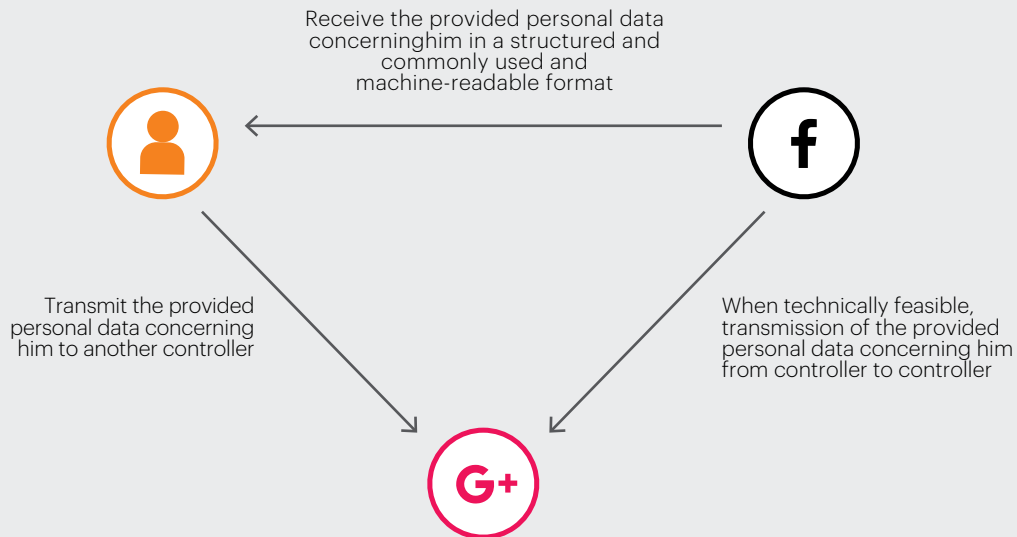 Receive the provided personal data
concerninghim in a structured and
commonly used and
machine-readable format
f
Transmit the provided
personal data concerning
him to another controller
When technically feasible,
transmission of the provided
personal data concerning him
from controller to controller
G+